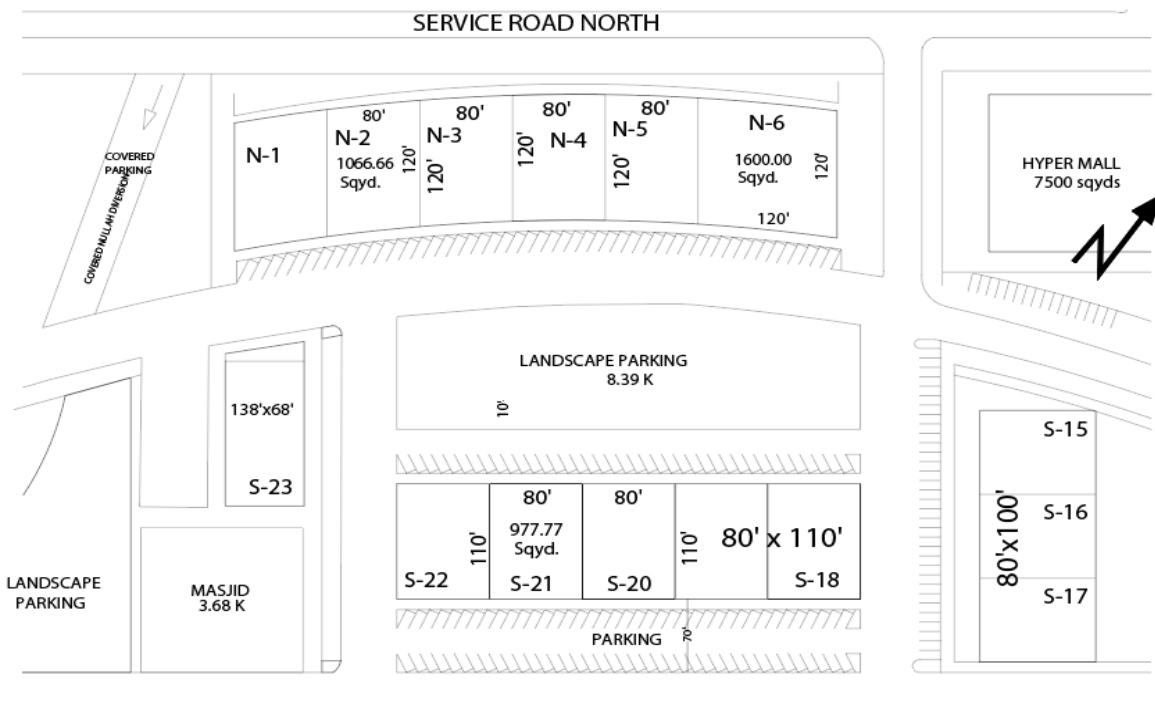 SERVICE ROAD NORTH
COVERED
PARKING
COVERED NULLAH DIVERSION
N-1
80'
N-2
1066.66
Sqyd.
120'
80'
N-3
120'
80'
N-4
120'
80'
N-5
120'
N-6
1600.00
Sqyd.
120'
120'
HYPER MALL
7500 sqyds
N
LANDSCAPE PARKING
8.39 K
10'
138'x68'
S-23
LANDSCAPE
PARKING
MASJID
3.68 K
S-22
110'
80'
977.77
Sqyd.
S-21
80'
S-20
110'
80' x 110'
S-18
PARKING
70'
S-15
S-16
S-17
80'x100'